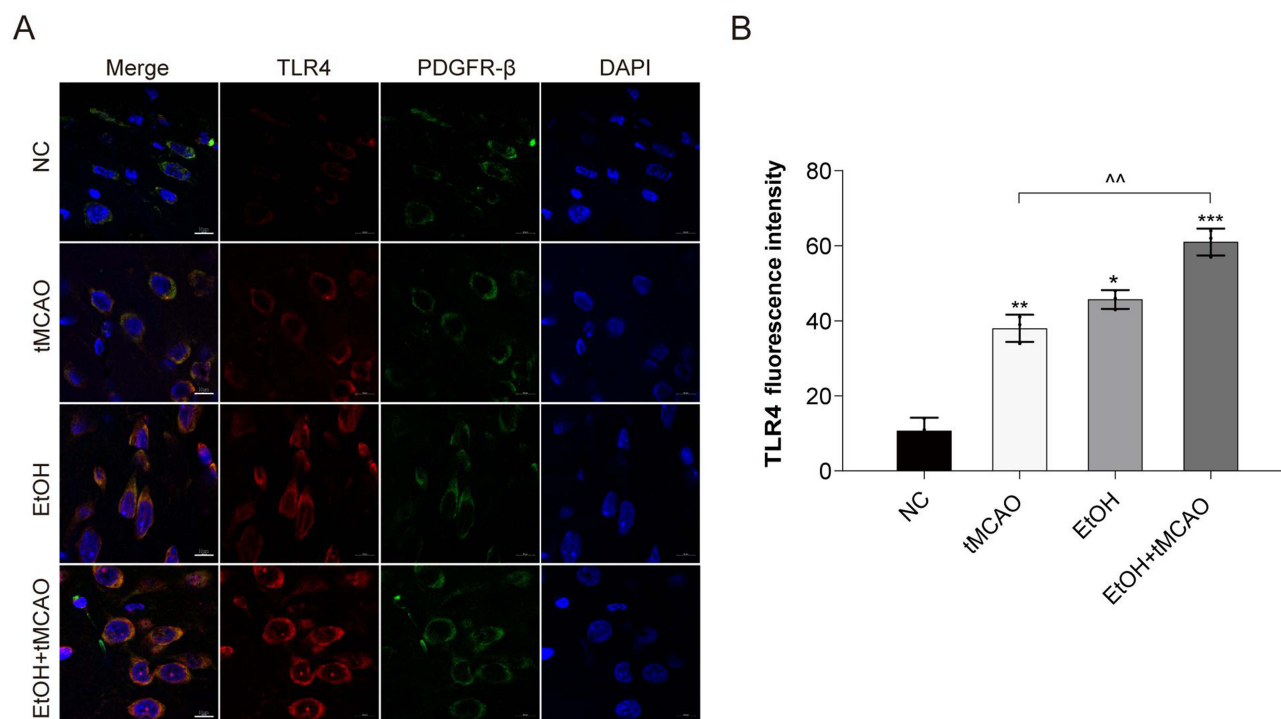 A
B
Merge TLR4 PDGFR-β DAPI
NC
tMCAO
EtOH
EtOH+tMCAO
TLR4 fluorescence intensity
80
60
40
20
0
^^
***
*
**
NC
tMCAO
EtOH
EtOH+tMCAO